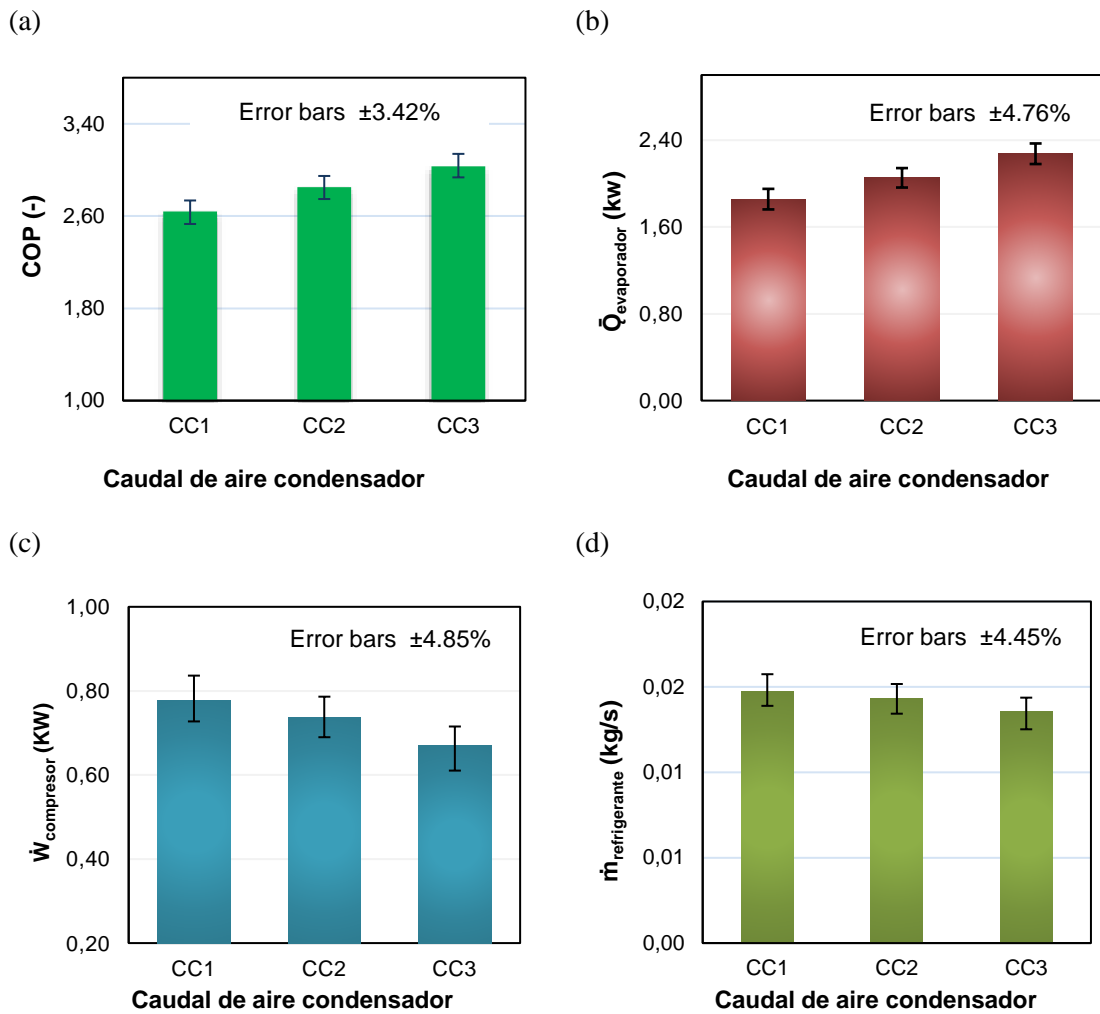 (a)
Error bars ±3.42%
3,40
2,60
1,80
1,00
COP (-)
CC1 CC2 CC3
Caudal de aire condensador
(b)
Error bars ±4.76%
2,40
1,60
0,80
0,00
Q̄evaporador (kw)
CC1 CC2 CC3
Caudal de aire condensador
(c)
1,00
Error bars ±4.85%
0,80
0,60
0,40
0,20
Ẇcompresor (KW)
CC1 CC2 CC3
Caudal de aire condensador
(d)
0,02
Error bars ±4.45%
0,02
0,01
0,01
0,00
ṁrefrigerante (kg/s)
CC1 CC2 CC3
Caudal de aire condensador